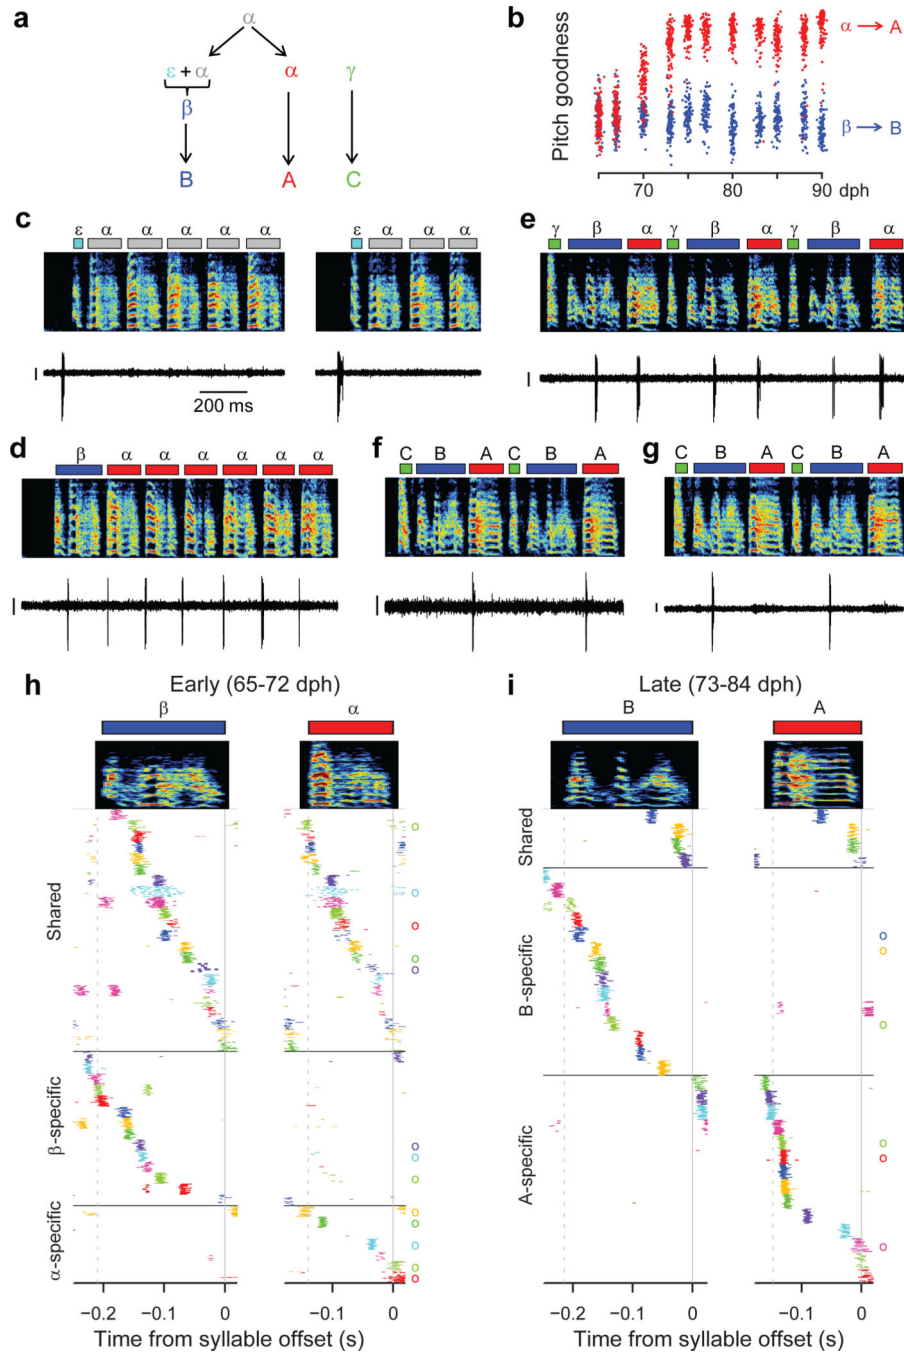 a
α
ε + α α γ
β
B A C
b
Pitch goodness
α → A
β → B
70 80 90 dph
c
ε α α α α α
ε α α α
200 ms
e
γ β α γ β α γ β α
d
β α α α α α α
f
C B A C B A
g
C B A C B A
h
Early (65-72 dph)
β α
Shared
β-specific
α-specific
−0.2 −0.1 0 −0.1 0
Time from syllable offset (s)
i
Late (73-84 dph)
B A
Shared
B-specific
A-specific
−0.2 −0.1 0 −0.1 0
Time from syllable offset (s)